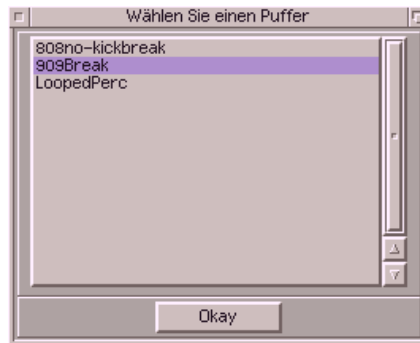 Wählen Sie einen Puffer
808no-kickbreak
909Break
LoopedPerc
Okay